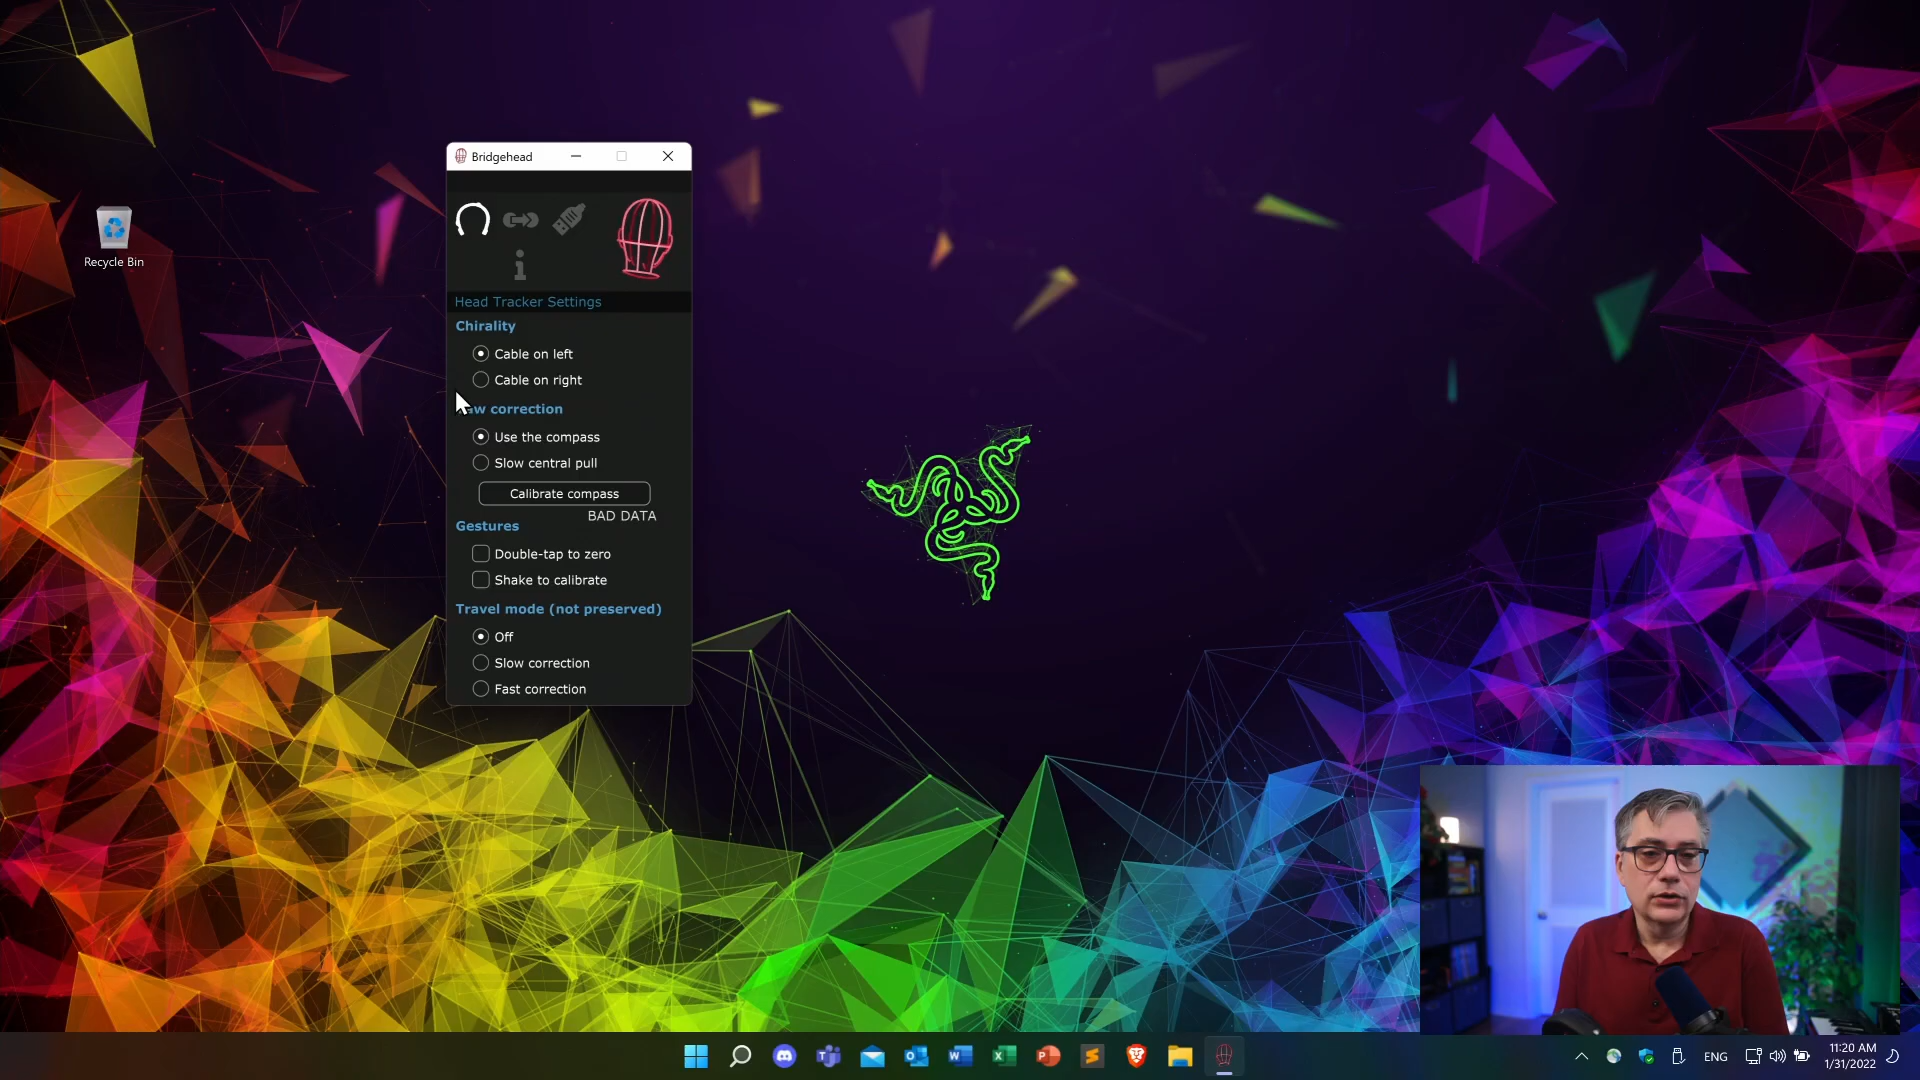 Recycle Bin
Bridgehead
Head Tracker Settings
Chirality
Cable on left
Cable on right
correction
Use the compass
Slow central pull
Calibrate compass
BAD DATA
Gestures
Double-tap to zero
Shake to calibrate
Travel mode (not preserved)
Off
Slow correction
Fast correction
ENG
11:20 AM
1/31/2022